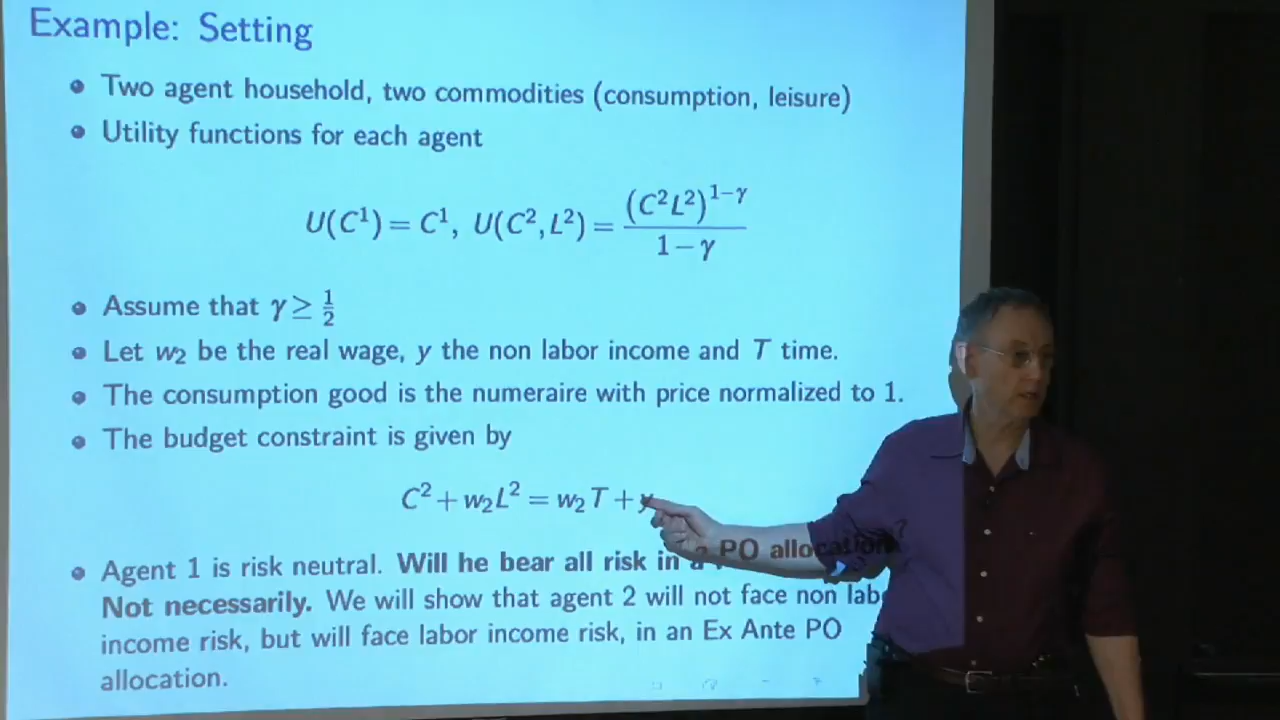 Example: Setting
Two agent household, two commodities (consumption, leisure)
Utility functions for each agent
U(C¹) = C¹, U(C², L²) = (C²L²)^{1−γ} / (1−γ)
Assume that γ ≥ 1/2
Let w₂ be the real wage, y the non labor income and T time.
The consumption good is the numeraire with price normalized to 1.
The budget constraint is given by
C² + w₂L² = w₂T + y
Agent 1 is risk neutral. Will he bear all risk in a PO allocation?
Not necessarily. We will show that agent 2 will not face non
income risk, but will face labor income risk, in an Ex Ante PO
allocation.